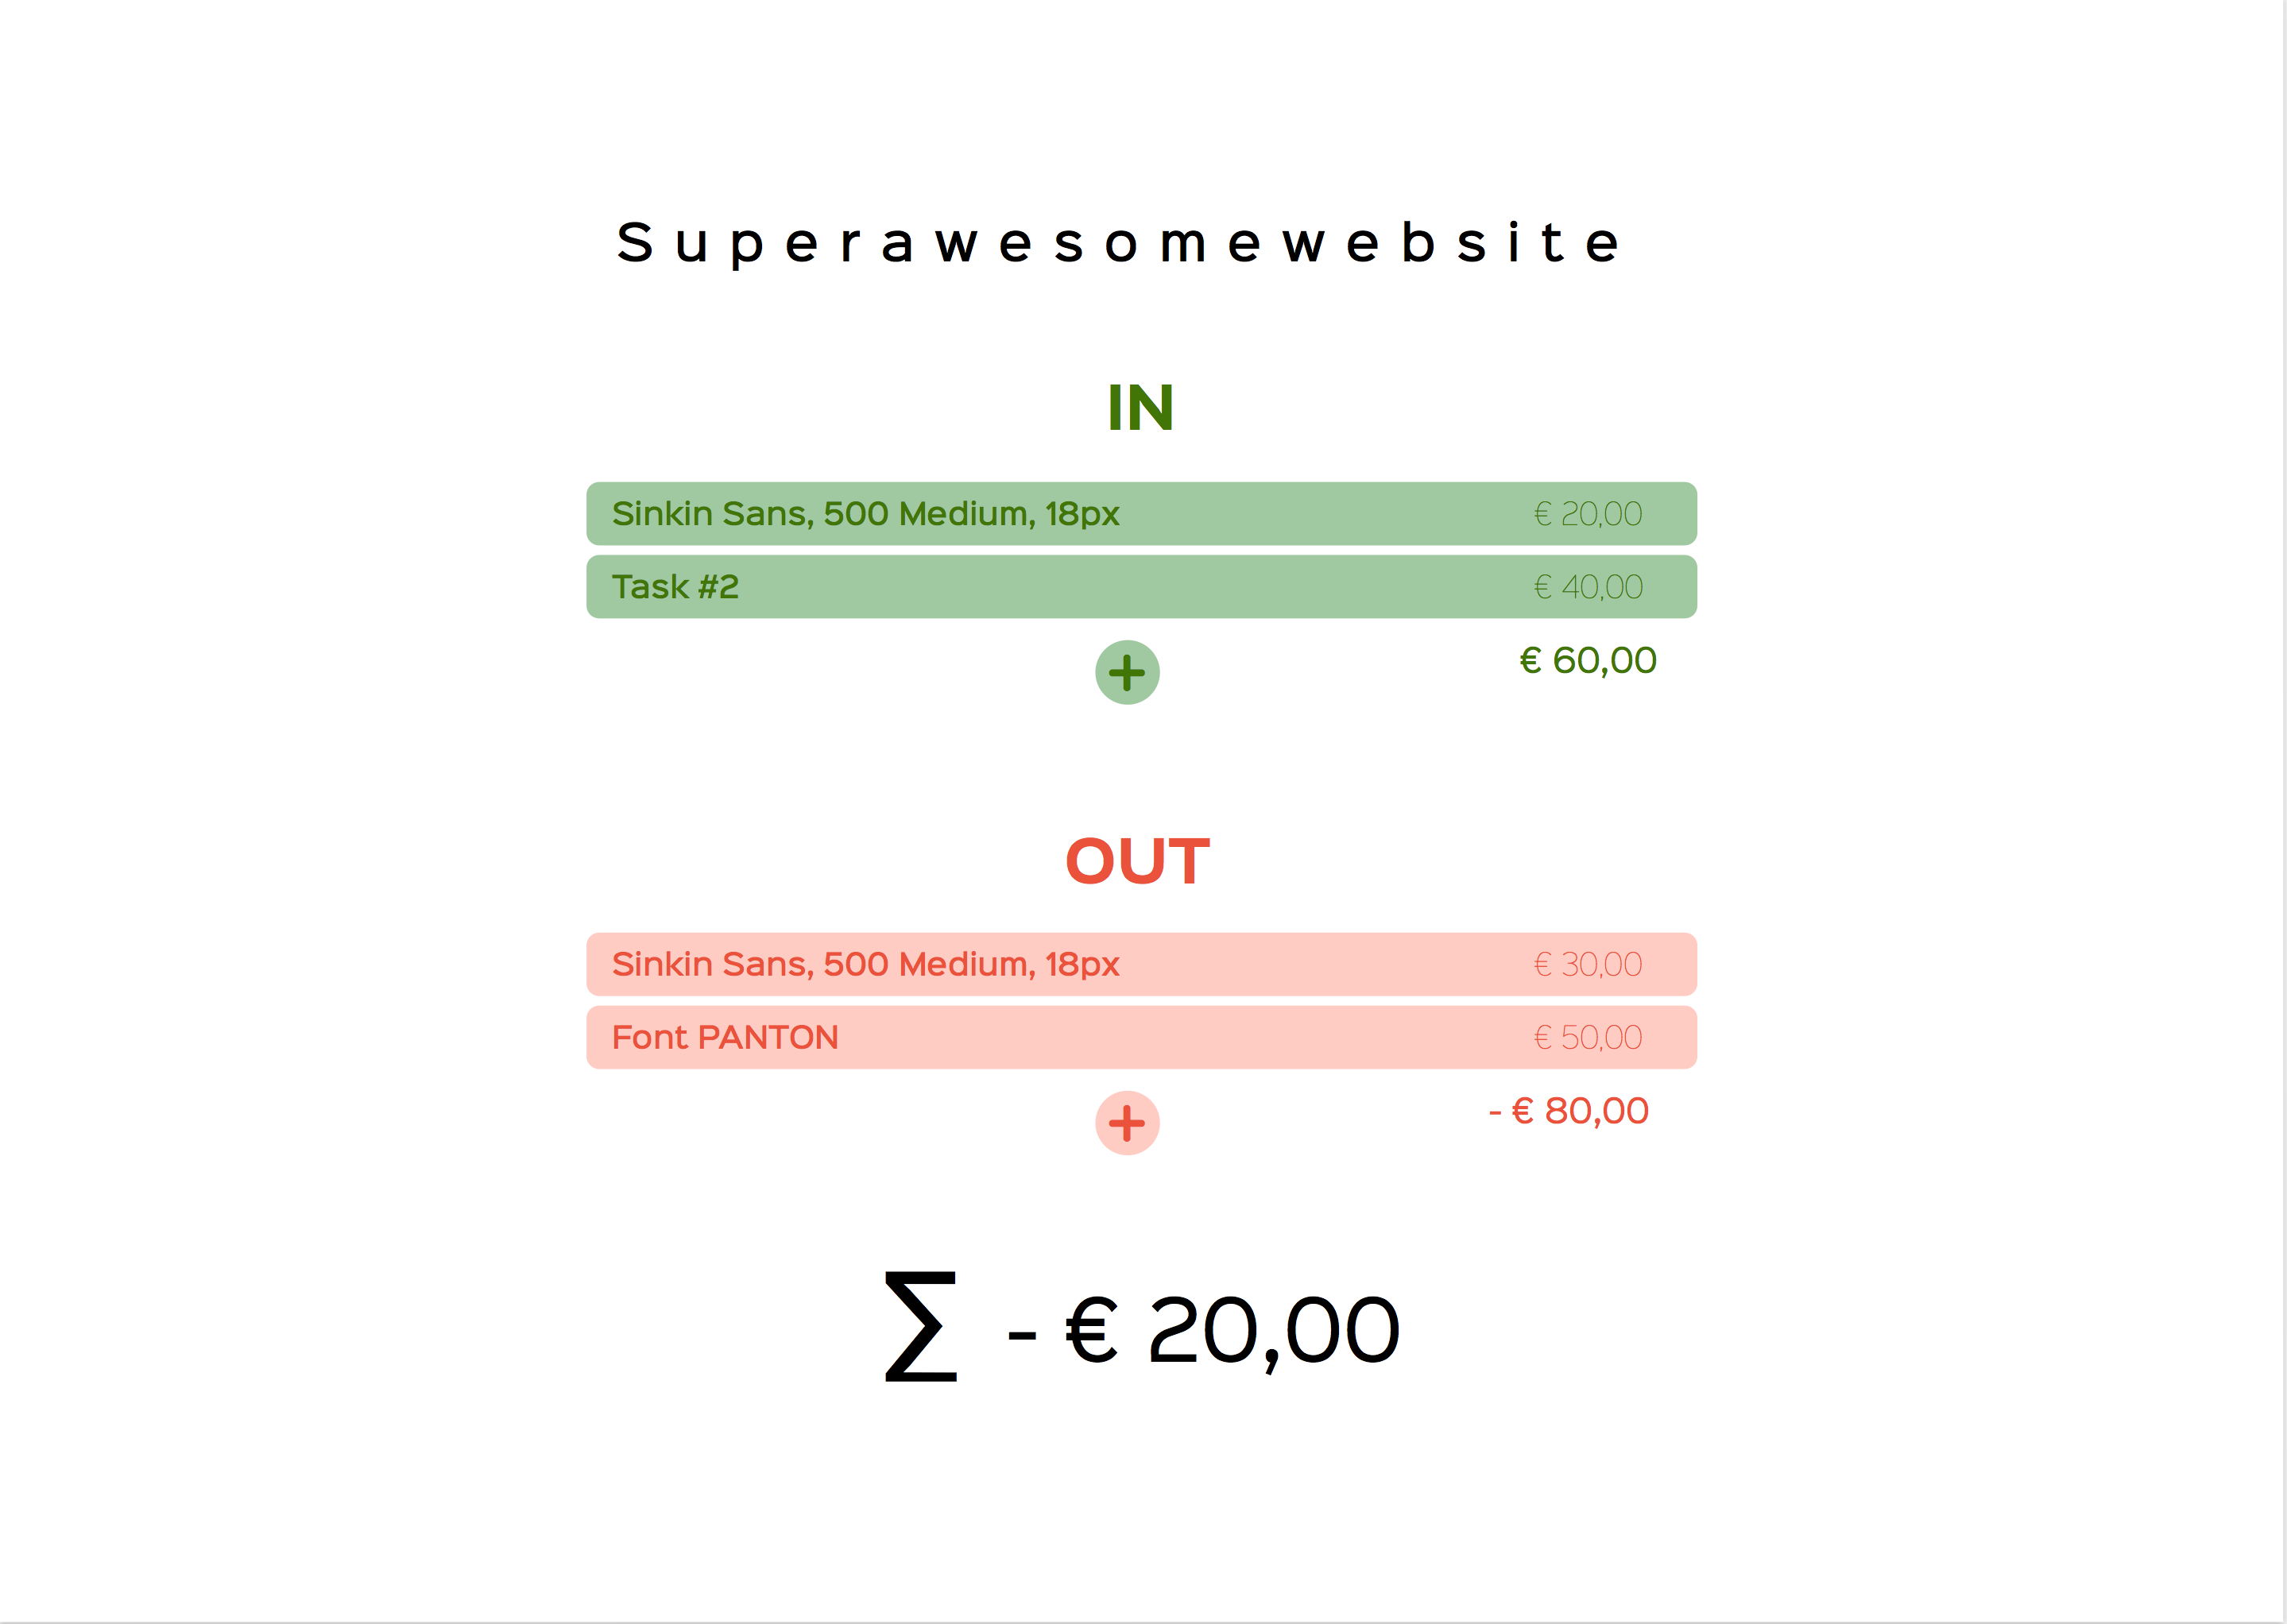 Superawesomewebsite
IN
Sinkin Sans, 500 Medium, 18px € 20,00
Task #2 € 40,00
+ € 60,00
OUT
Sinkin Sans, 500 Medium, 18px € 30,00
Font PANTON € 50,00
+ - € 80,00
∑ - € 20,00